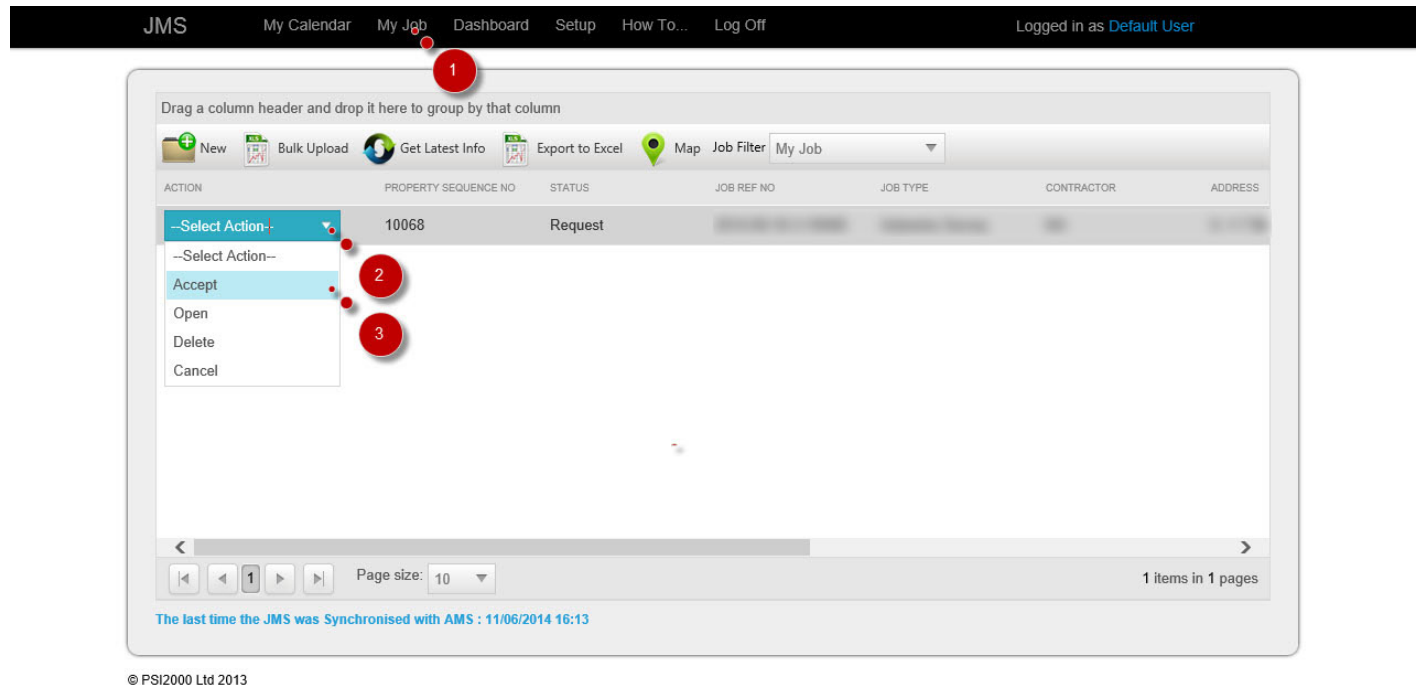 JMS My Calendar My Job Dashboard Setup How To... Log Off Logged in as Default User
1
Drag a column header and drop it here to group by that column
New Bulk Upload Get Latest Info Export to Excel Map Job Filter My Job
ACTION PROPERTY SEQUENCE NO STATUS JOB REF NO JOB TYPE CONTRACTOR ADDRESS
--Select Action-- 10068 Request
--Select Action--
2
Accept
Open
3
Delete
Cancel
1 Page size: 10 1 items in 1 pages
The last time the JMS was Synchronised with AMS : 11/06/2014 16:13
© PSI2000 Ltd 2013